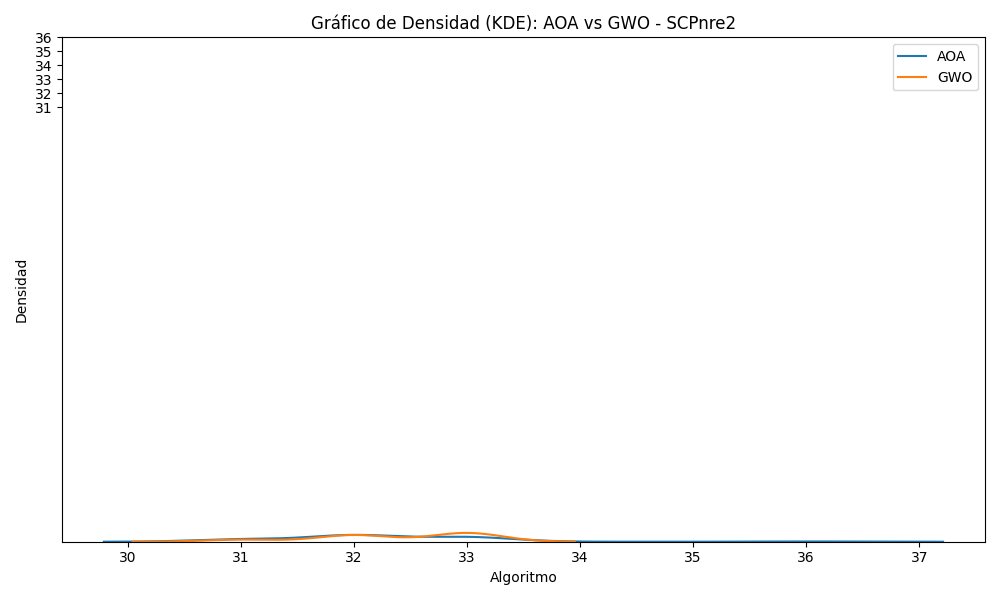 Gráfico de Densidad (KDE): AOA vs GWO - SCPnre2
36
35
34
33
32
31
Densidad
AOA
GWO
30 31 32 33 34 35 36 37
Algoritmo